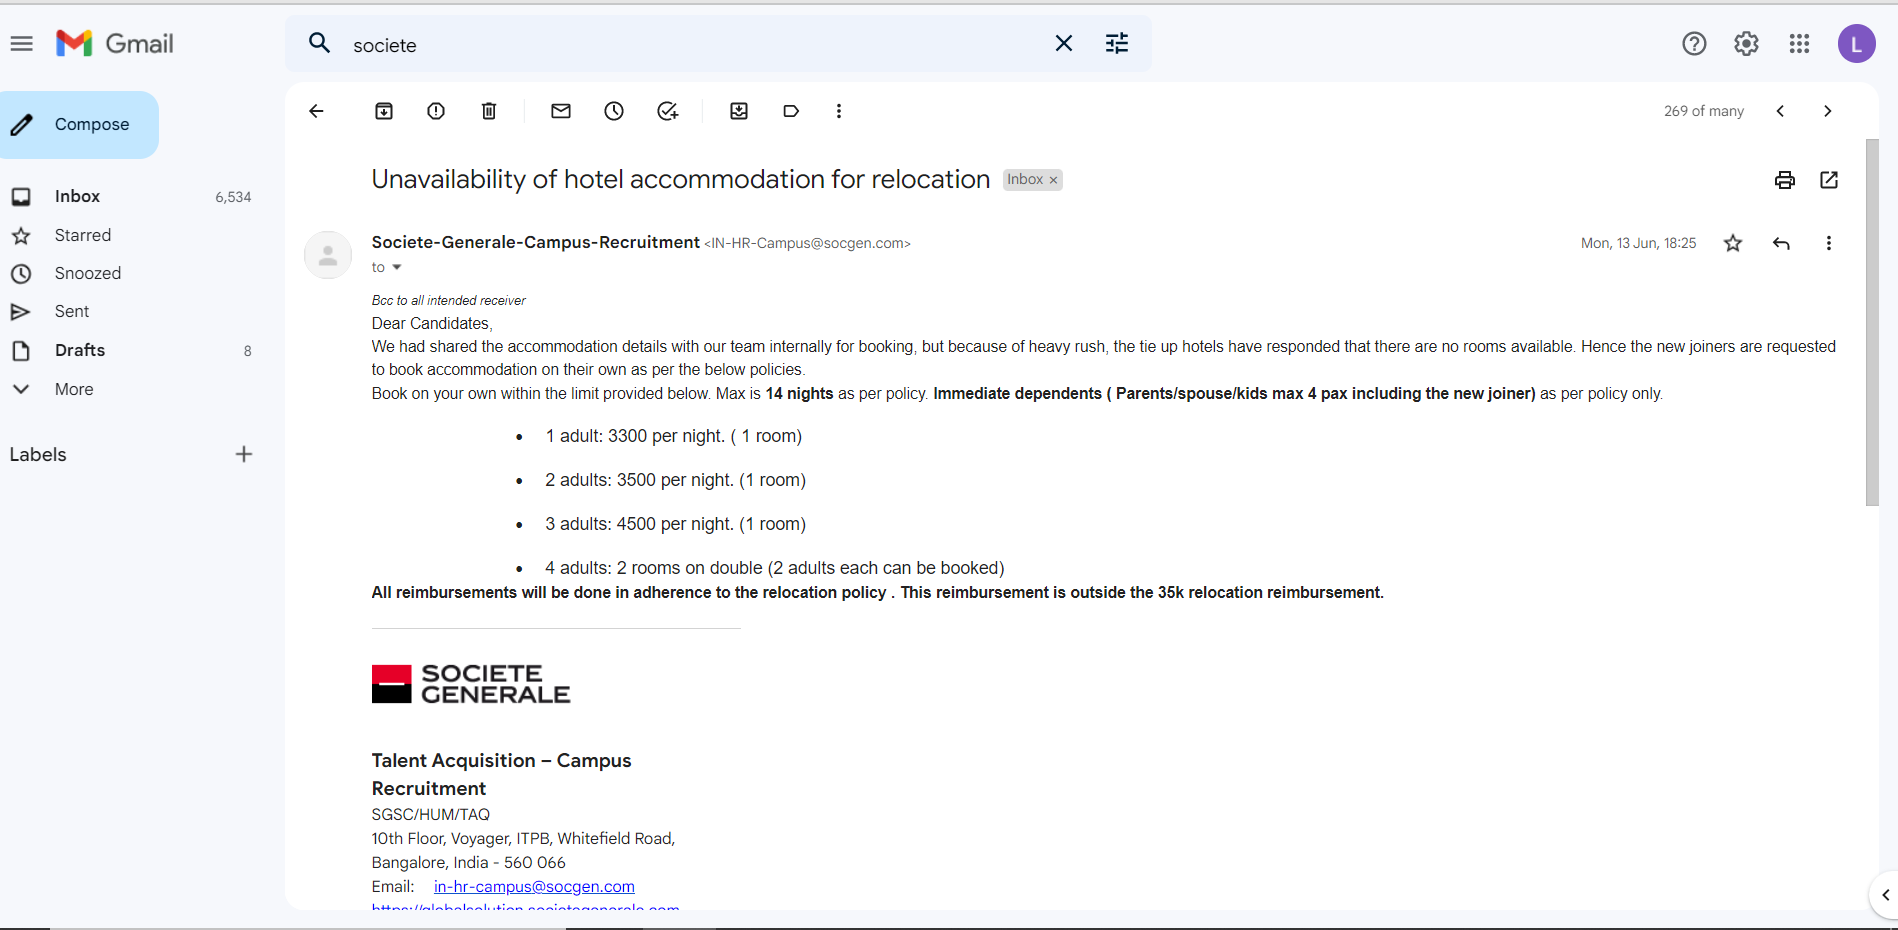 Gmail
societe
L
Compose
269 of many
Inbox 6,534
Starred
Snoozed
Sent
Drafts 8
More
Labels
Unavailability of hotel accommodation for relocation Inbox ×
Societe-Generale-Campus-Recruitment <IN-HR-Campus@socgen.com> Mon, 13 Jun, 18:25
to
Bcc to all intended receiver
Dear Candidates,
We had shared the accommodation details with our team internally for booking, but because of heavy rush, the tie up hotels have responded that there are no rooms available. Hence the new joiners are requested
to book accommodation on their own as per the below policies.
Book on your own within the limit provided below. Max is 14 nights as per policy. Immediate dependents ( Parents/spouse/kids max 4 pax including the new joiner) as per policy only.
• 1 adult: 3300 per night. ( 1 room)
• 2 adults: 3500 per night. (1 room)
• 3 adults: 4500 per night. (1 room)
• 4 adults: 2 rooms on double (2 adults each can be booked)
All reimbursements will be done in adherence to the relocation policy . This reimbursement is outside the 35k relocation reimbursement.
SOCIETE
GENERALE
Talent Acquisition – Campus
Recruitment
SGSC/HUM/TAQ
10th Floor, Voyager, ITPB, Whitefield Road,
Bangalore, India - 560 066
Email: in-hr-campus@socgen.com
https://globalsolution.societegenerale.com